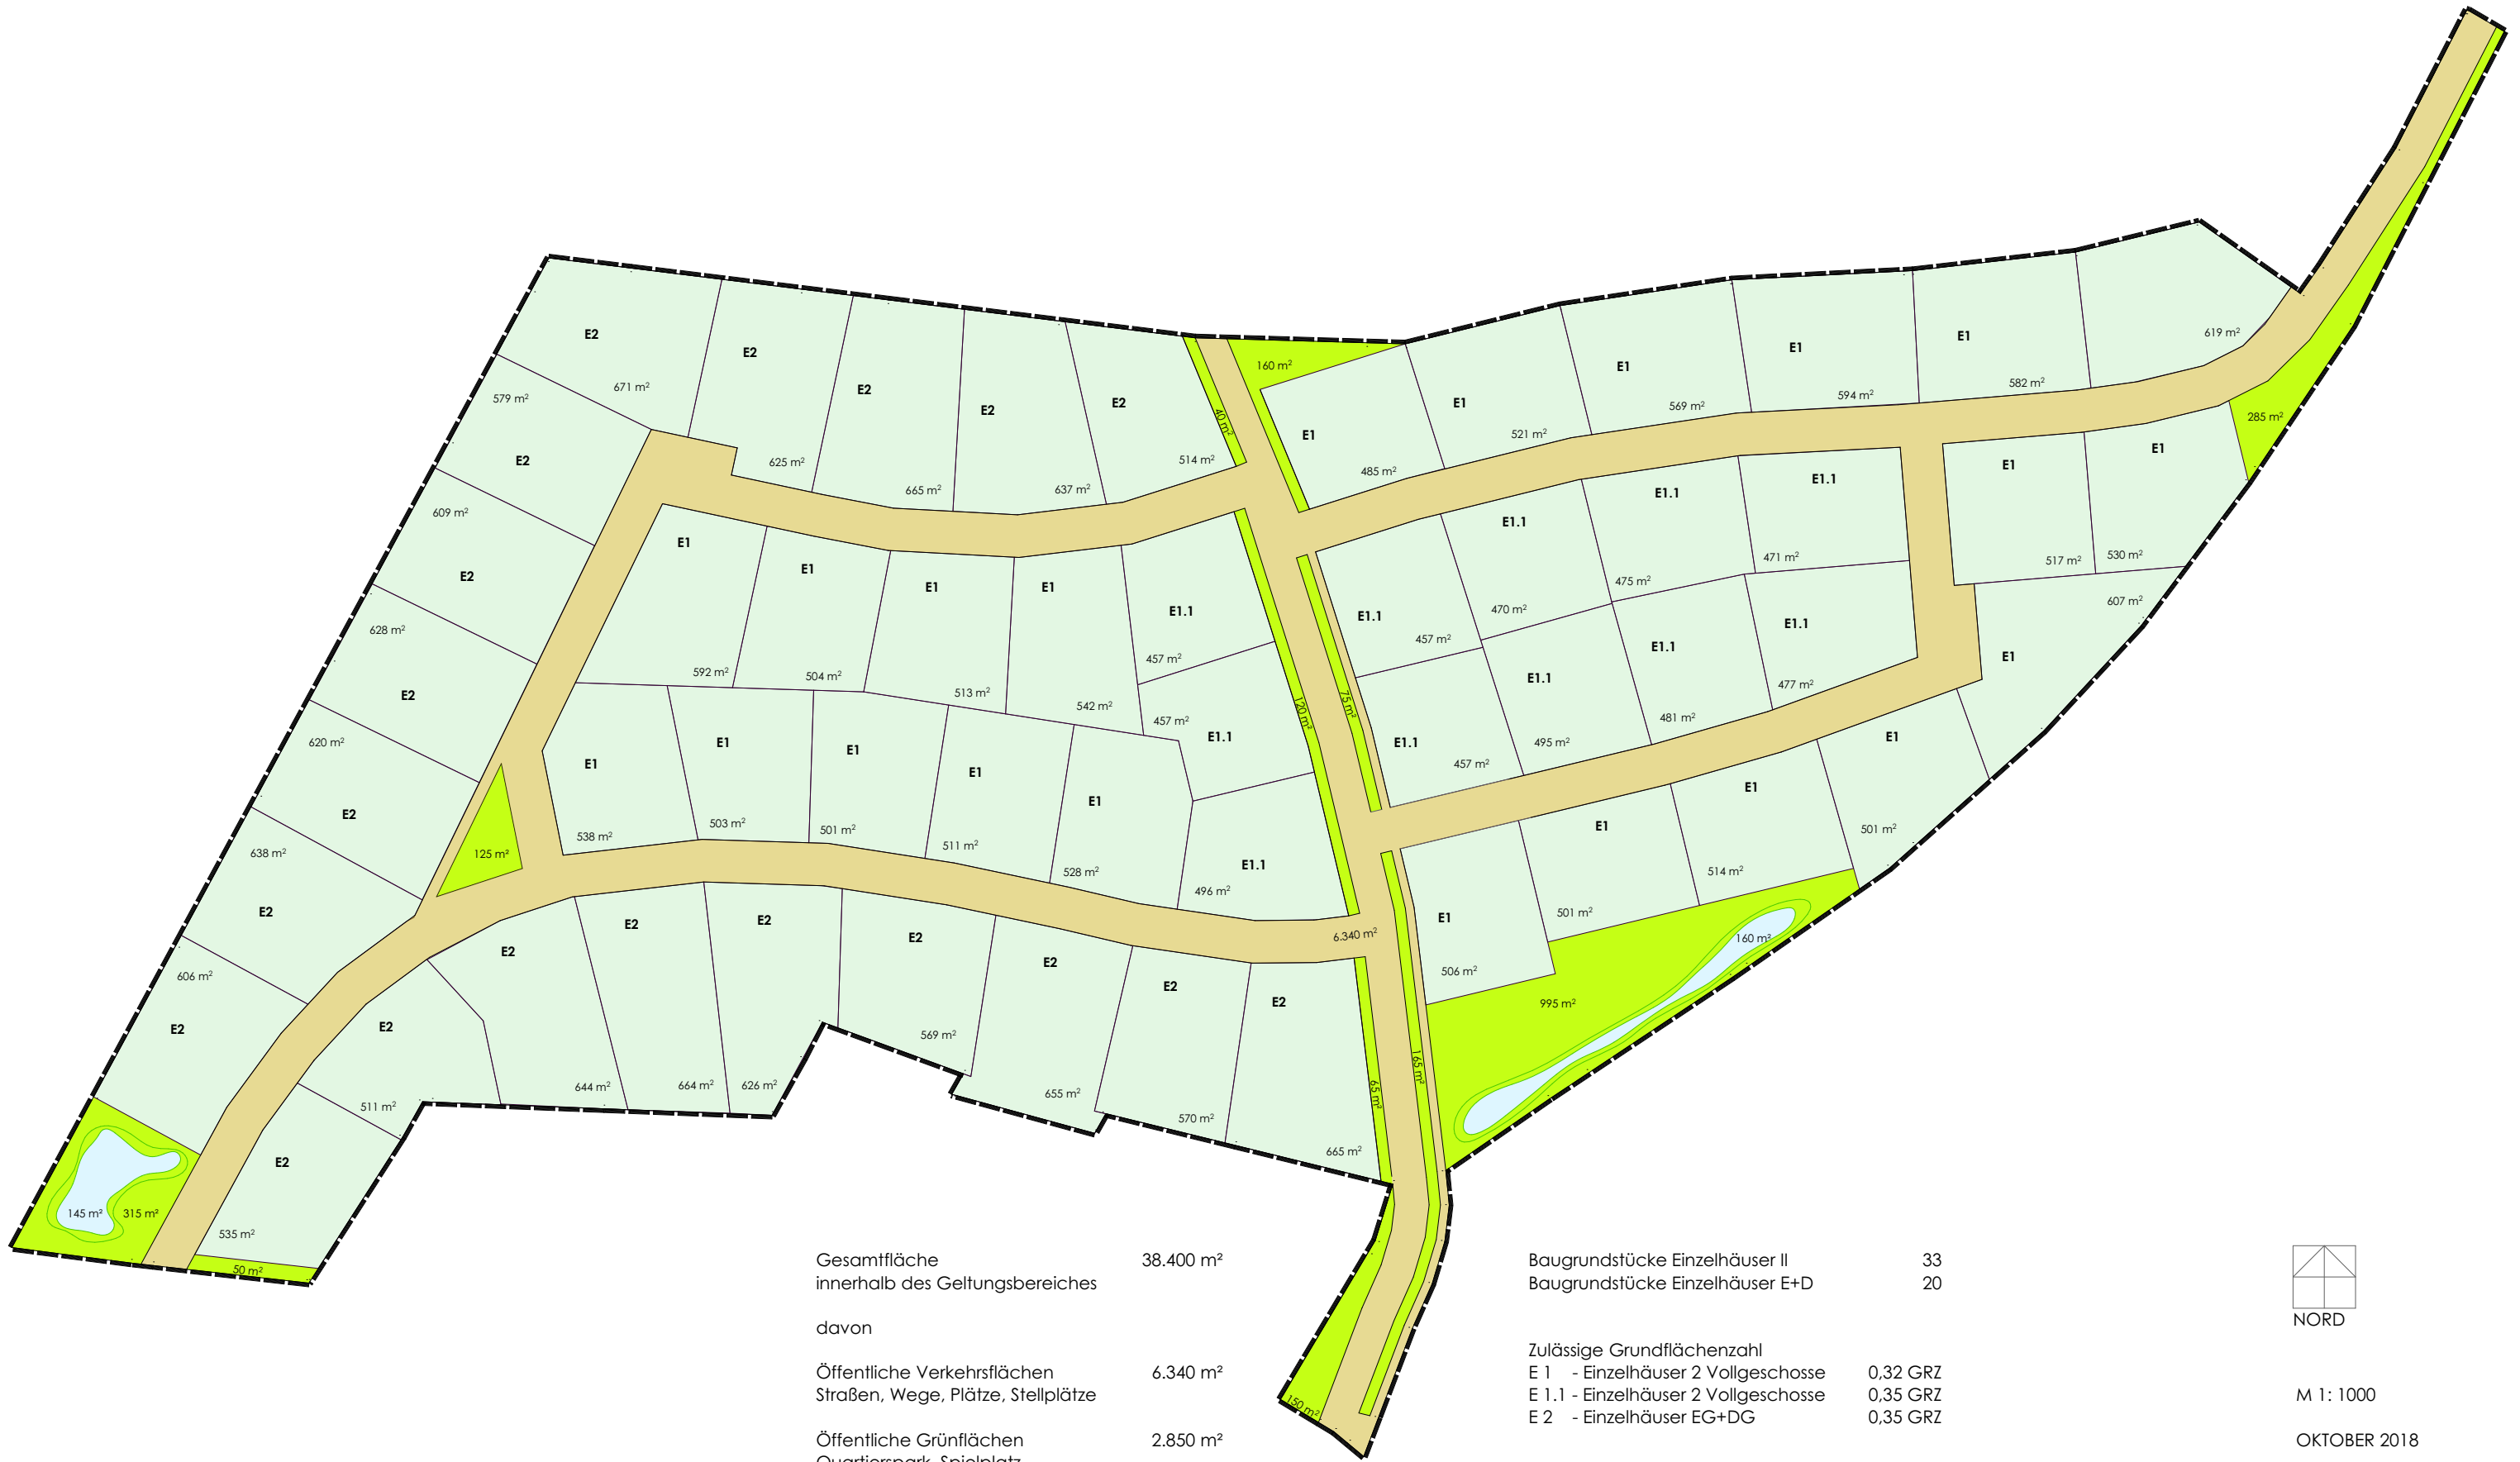 E2
671 m²
E2
625 m²
E2
665 m²
E2
637 m²
E2
514 m²
40 m²
160 m²
E1
485 m²
E1
521 m²
E1
569 m²
E1
594 m²
E1
582 m²
619 m²
285 m²
579 m²
E2
609 m²
E2
628 m²
E2
620 m²
E2
638 m²
E2
606 m²
E2
E1
592 m²
E1
504 m²
E1
513 m²
E1
542 m²
E1.1
457 m²
457 m²
E1.1
E1.1
496 m²
120 m²
75 m²
E1.1
457 m²
E1.1
470 m²
E1.1
475 m²
E1.1
471 m²
E1
517 m²
E1
530 m²
607 m²
E1
E1.1
457 m²
E1.1
495 m²
E1.1
481 m²
E1.1
477 m²
E1
538 m²
E1
503 m²
E1
501 m²
E1
511 m²
E1
528 m²
125 m²
E1
506 m²
E1
501 m²
E1
514 m²
E1
501 m²
6.340 m²
160 m²
995 m²
165 m²
65 m²
E2
511 m²
E2
644 m²
E2
664 m²
E2
626 m²
E2
569 m²
E2
655 m²
E2
570 m²
E2
665 m²
E2
535 m²
145 m²
315 m²
50 m²
150 m²
Gesamtfläche 38.400 m²
innerhalb des Geltungsbereiches
davon
Öffentliche Verkehrsflächen 6.340 m²
Straßen, Wege, Plätze, Stellplätze
Öffentliche Grünflächen 2.850 m²
Quartierspark, Spielplatz
Baugrundstücke Einzelhäuser II 33
Baugrundstücke Einzelhäuser E+D 20
Zulässige Grundflächenzahl
E 1 - Einzelhäuser 2 Vollgeschosse 0,32 GRZ
E 1.1 - Einzelhäuser 2 Vollgeschosse 0,35 GRZ
E 2 - Einzelhäuser EG+DG 0,35 GRZ
NORD
M 1: 1000
OKTOBER 2018